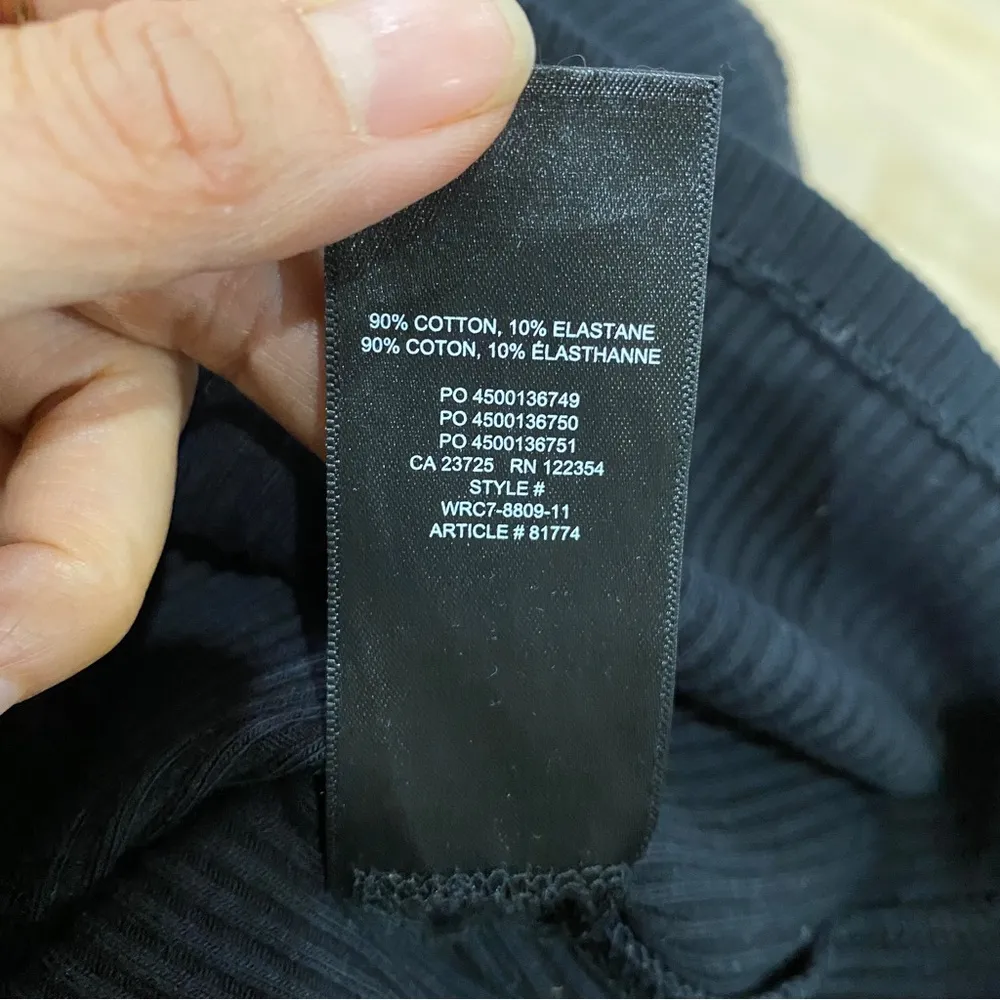 90% COTTON, 10% ELASTANE
90% COTON, 10% ÉLASTHANNE
PO 4500136749
PO 4500136750
PO 4500136751
CA 23725 RN 122354
STYLE #
WRC7-8809-11
ARTICLE # 81774